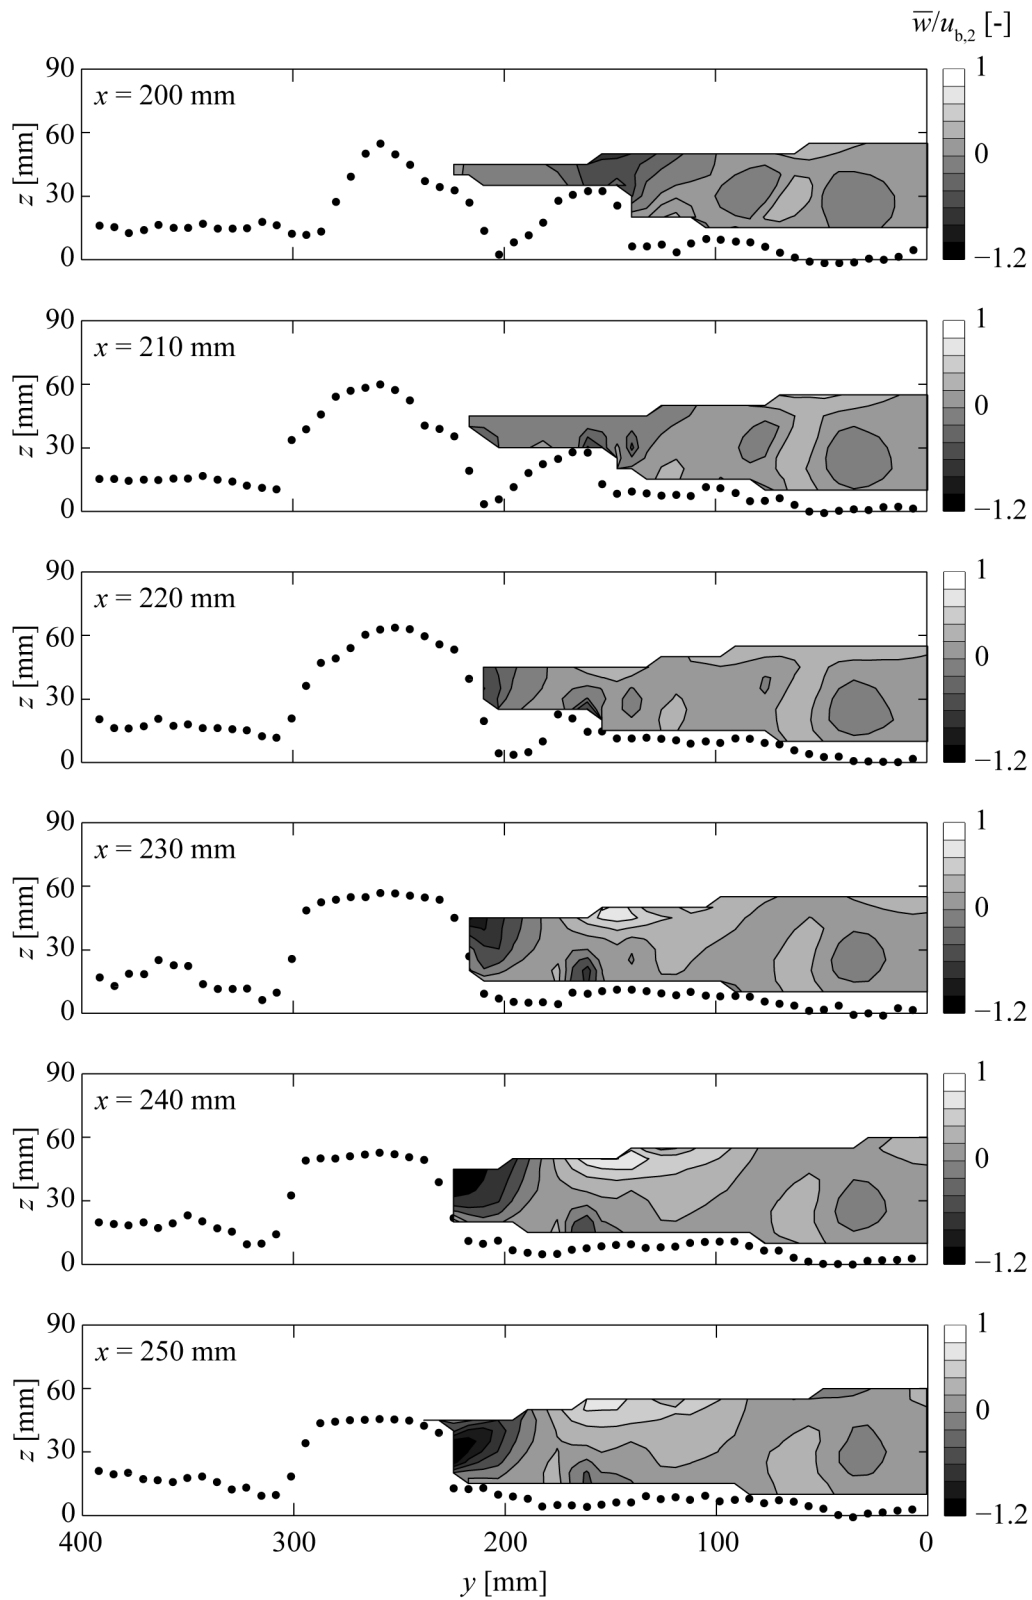 w̅/u_b,2 [-]
x = 200 mm
z [mm]
90
60
30
0
1
0
−1.2
x = 210 mm
z [mm]
90
60
30
0
1
0
−1.2
x = 220 mm
z [mm]
90
60
30
0
1
0
−1.2
x = 230 mm
z [mm]
90
60
30
0
1
0
−1.2
x = 240 mm
z [mm]
90
60
30
0
1
0
−1.2
x = 250 mm
z [mm]
90
60
30
0
1
0
−1.2
400 300 200 100 0
y [mm]